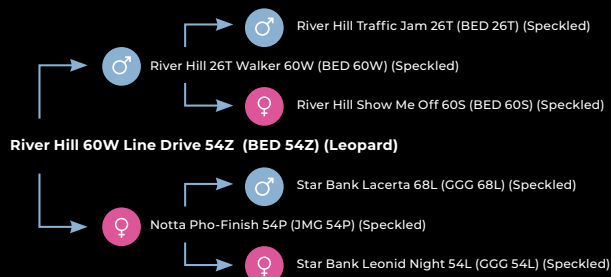 River Hill Traffic Jam 26T (BED 26T) (Speckled)
River Hill 26T Walker 60W (BED 60W) (Speckled)
River Hill Show Me Off 60S (BED 60S) (Speckled)
River Hill 60W Line Drive 54Z (BED 54Z) (Leopard)
Star Bank Lacerta 68L (GGG 68L) (Speckled)
Notta Pho-Finish 54P (JMG 54P) (Speckled)
Star Bank Leonid Night 54L (GGG 54L) (Speckled)